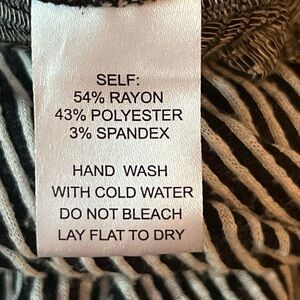 SELF:
54% RAYON
43% POLYESTER
3% SPANDEX
HAND WASH
WITH COLD WATER
DO NOT BLEACH
LAY FLAT TO DRY